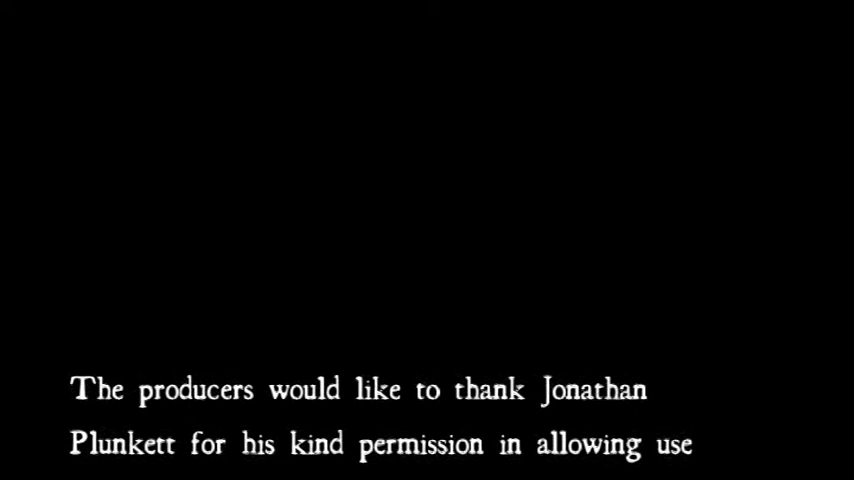 The producers would like to thank Jonathan
Plunkett for his kind permission in allowing use